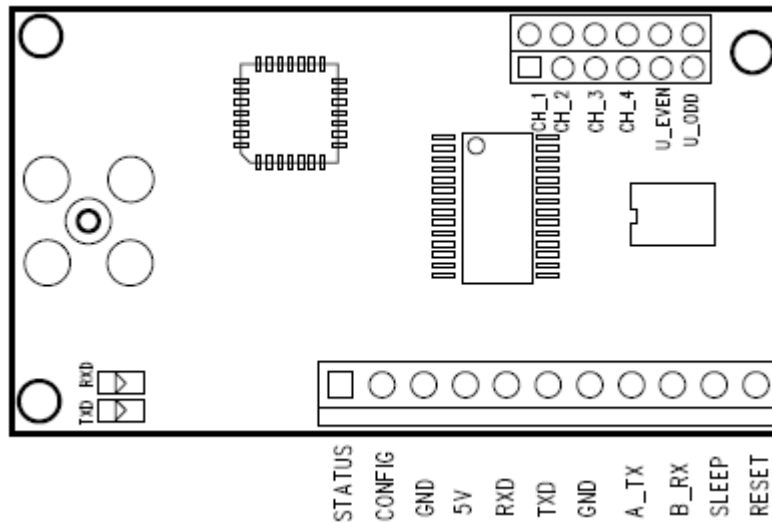 CH_1
CH_2
CH_3
CH_4
U_EVEN
U_ODD
RXD
TXD
STATUS
CONFIG
GND
5V
RXD
TXD
GND
A_TX
B_RX
SLEEP
RESET